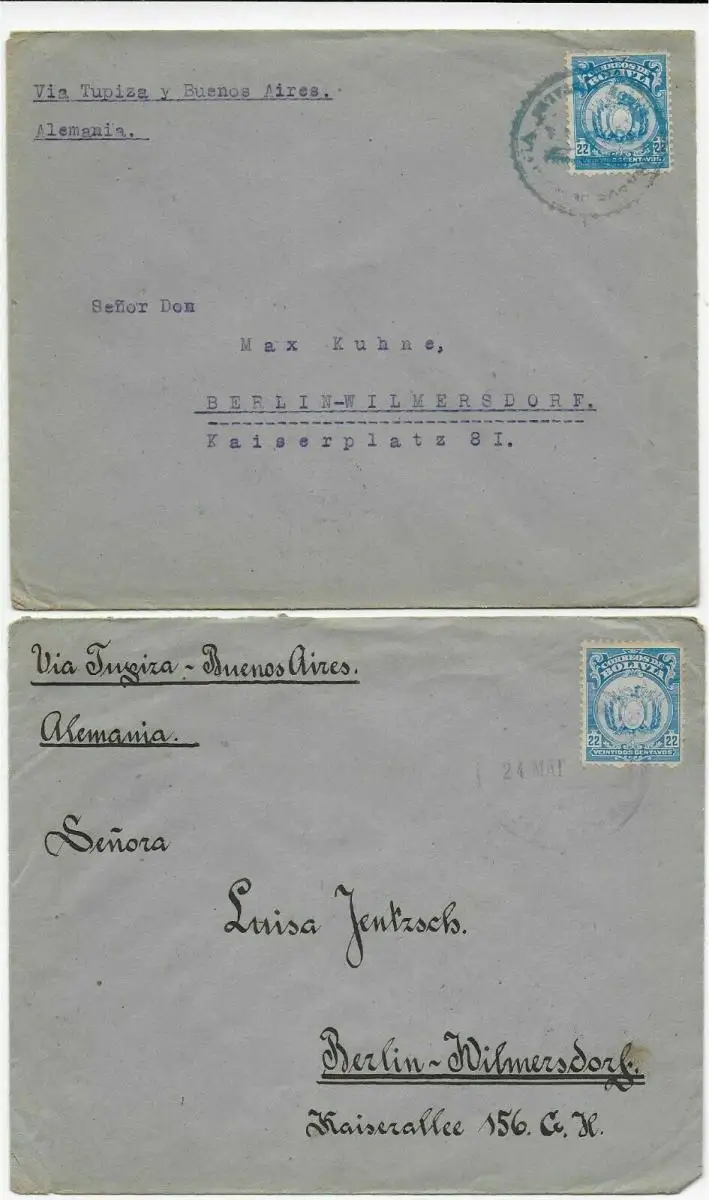 Via Tupiza y Buenos Aires.
Alemania.
CORREOS DE
BOLIVIA
22 22
Señor Don
Max Kuhne,
BERLIN-WILMERSDORF.
Kaiserplatz 8I.
Via Tupiza - Buenos Aires.
Alemania.
CORREOS DE
BOLIVIA
22 22
VEINTIDOS CENTAVOS
24 MAI
Señora
Luisa Jentzsch.
Berlin-Wilmersdorf.
Kaiserallee 156. G. H.